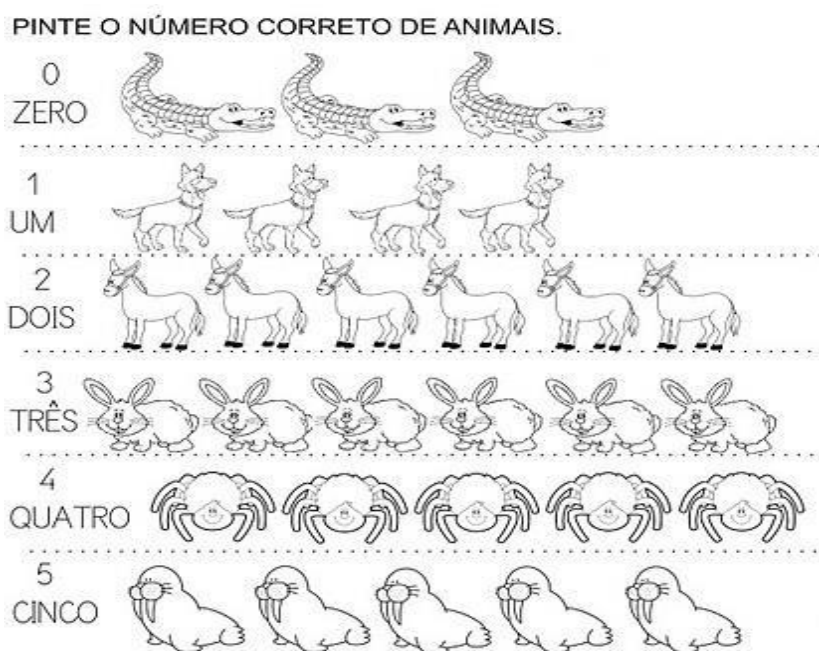 PINTE O NÚMERO CORRETO DE ANIMAIS.
0
ZERO
1
UM
2
DOIS
3
TRÊS
4
QUATRO
5
CINCO